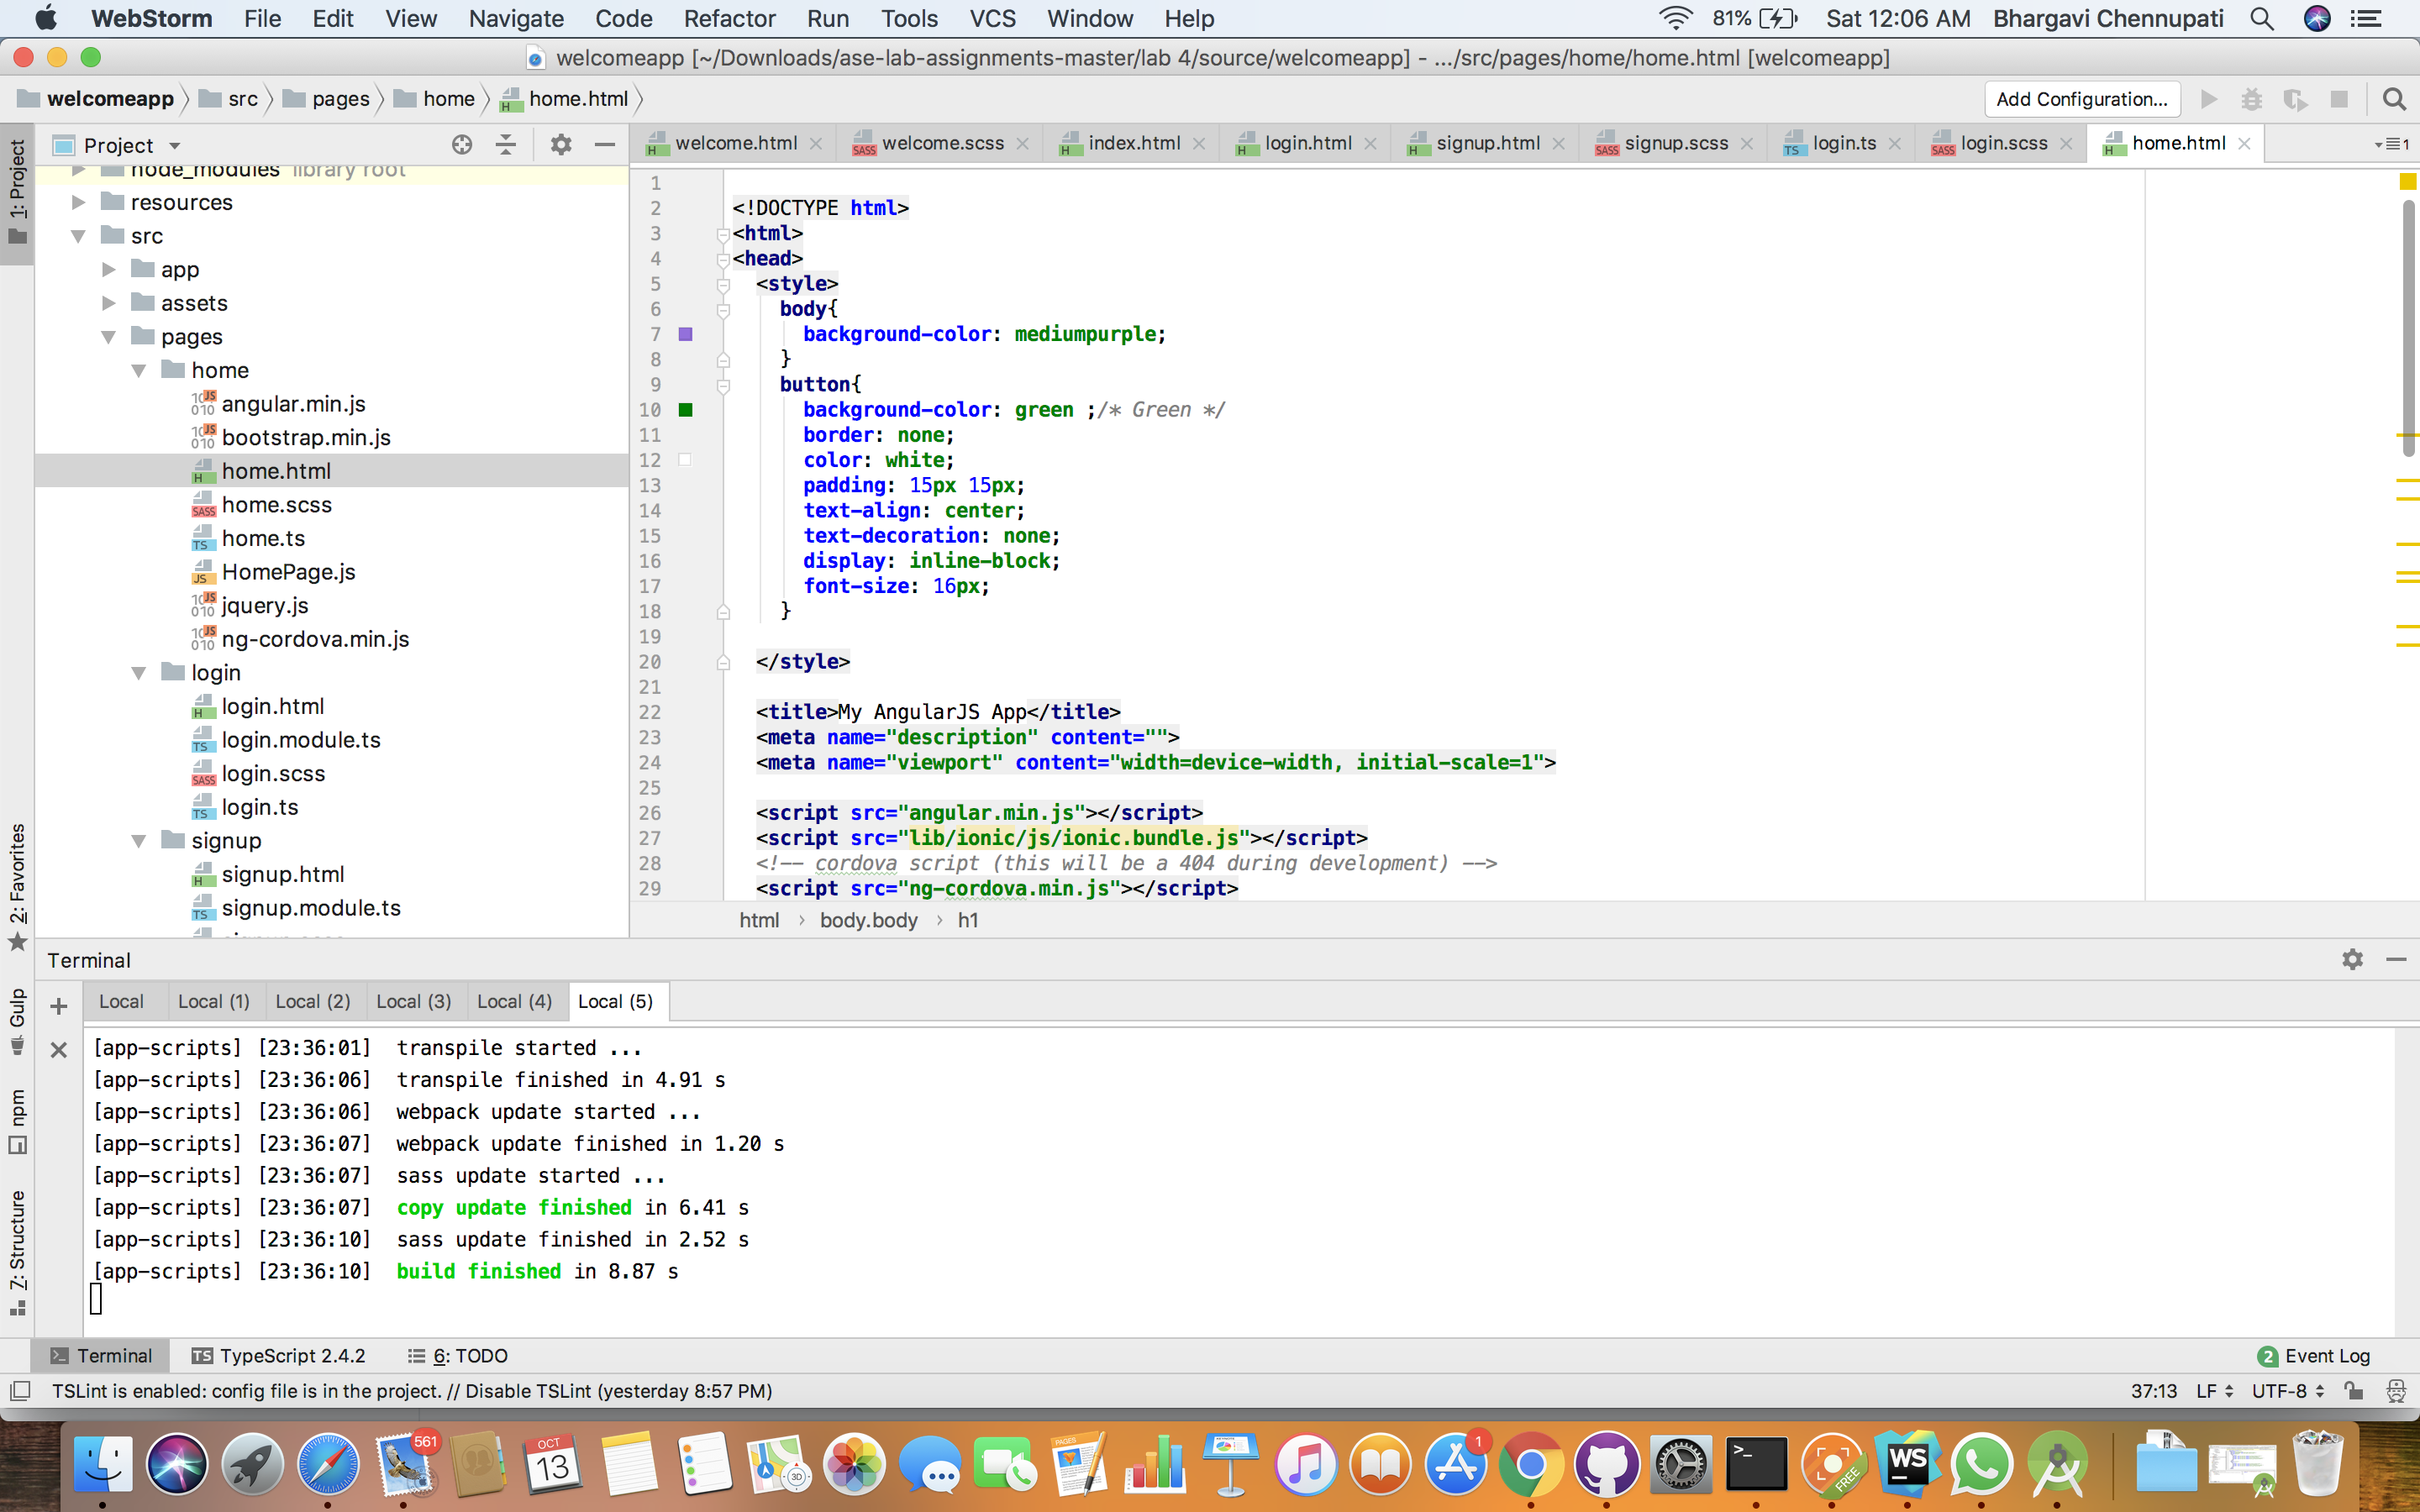 WebStorm File Edit View Navigate Code Refactor Run Tools VCS Window Help 81% Sat 12:06 AM Bhargavi Chennupati
welcomeapp [~/Downloads/ase-lab-assignments-master/lab 4/source/welcomeapp] - .../src/pages/home/home.html [welcomeapp]
welcomeapp src pages home home.html Add Configuration...
1: Project
Project
welcome.html welcome.scss index.html login.html signup.html signup.scss login.ts login.scss home.html 1
node_modules library root
resources
src
app
assets
pages
home
angular.min.js
bootstrap.min.js
home.html
home.scss
home.ts
HomePage.js
jquery.js
ng-cordova.min.js
login
login.html
login.module.ts
login.scss
login.ts
signup
signup.html
signup.module.ts
1
2 <!DOCTYPE html>
3 <html>
4 <head>
5 <style>
6 body{
7 background-color: mediumpurple;
8 }
9 button{
10 background-color: green ;/* Green */
11 border: none;
12 color: white;
13 padding: 15px 15px;
14 text-align: center;
15 text-decoration: none;
16 display: inline-block;
17 font-size: 16px;
18 }
19
20 </style>
21
22 <title>My AngularJS App</title>
23 <meta name="description" content="">
24 <meta name="viewport" content="width=device-width, initial-scale=1">
25
26 <script src="angular.min.js"></script>
27 <script src="lib/ionic/js/ionic.bundle.js"></script>
28 <!-- cordova script (this will be a 404 during development) -->
29 <script src="ng-cordova.min.js"></script>
html › body.body › h1
2: Favorites
Gulp
npm
7: Structure
Terminal
Local Local (1) Local (2) Local (3) Local (4) Local (5)
[app-scripts] [23:36:01] transpile started ...
[app-scripts] [23:36:06] transpile finished in 4.91 s
[app-scripts] [23:36:06] webpack update started ...
[app-scripts] [23:36:07] webpack update finished in 1.20 s
[app-scripts] [23:36:07] sass update started ...
[app-scripts] [23:36:07] copy update finished in 6.41 s
[app-scripts] [23:36:10] sass update finished in 2.52 s
[app-scripts] [23:36:10] build finished in 8.87 s
Terminal TypeScript 2.4.2 6: TODO 2 Event Log
TSLint is enabled: config file is in the project. // Disable TSLint (yesterday 8:57 PM) 37:13 LF UTF-8
561 OCT 13 3D PAGES 1 >_ FREE WS